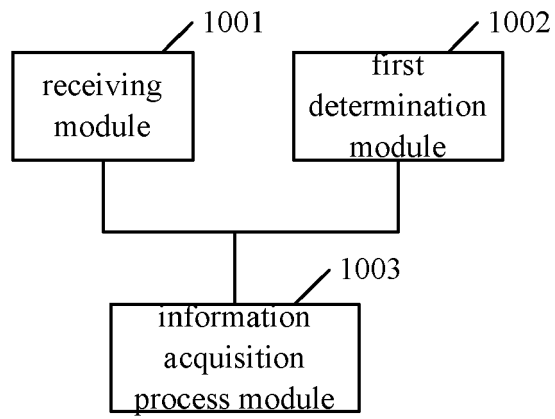 1001
receiving
module
1002
first
determination
module
1003
information
acquisition
process module